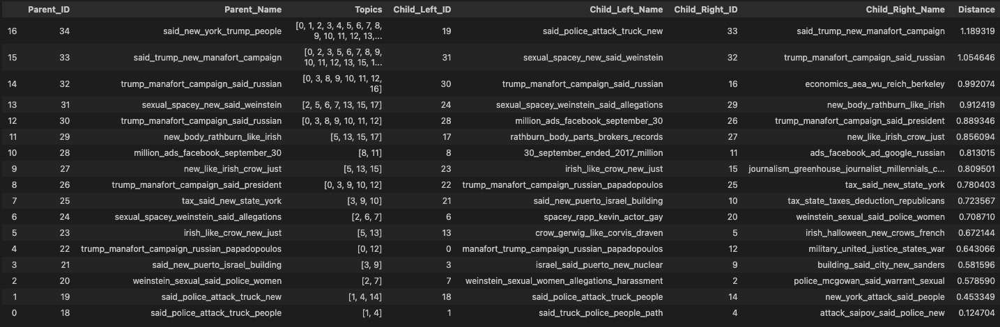 Parent_ID Parent_Name Topics Child_Left_ID Child_Left_Name Child_Right_ID Child_Right_Name Distance
16 34 said_new_york_trump_people [0, 1, 2, 3, 4, 5, 6, 7, 8, 9, 10, 11, 12, 13,... 19 said_police_attack_truck_new 33 said_trump_new_manafort_campaign 1.189319
15 33 said_trump_new_manafort_campaign [0, 2, 3, 5, 6, 7, 8, 9, 10, 11, 12, 13, 15, 1... 31 sexual_spacey_new_said_weinstein 32 trump_manafort_campaign_said_russian 1.054646
14 32 trump_manafort_campaign_said_russian [0, 3, 8, 9, 10, 11, 12, 16] 30 trump_manafort_campaign_said_russian 16 economics_aea_wu_reich_berkeley 0.992074
13 31 sexual_spacey_new_said_weinstein [2, 5, 6, 7, 13, 15, 17] 24 sexual_spacey_weinstein_said_allegations 29 new_body_rathburn_like_irish 0.912419
12 30 trump_manafort_campaign_said_russian [0, 3, 8, 9, 10, 11, 12] 28 million_ads_facebook_september_30 26 trump_manafort_campaign_said_president 0.889346
11 29 new_body_rathburn_like_irish [5, 13, 15, 17] 17 rathburn_body_parts_brokers_records 27 new_like_irish_crow_just 0.856094
10 28 million_ads_facebook_september_30 [8, 11] 8 30_september_ended_2017_million 11 ads_facebook_ad_google_russian 0.813015
9 27 new_like_irish_crow_just [5, 13, 15] 23 irish_like_crow_new_just 15 journalism_greenhouse_journalist_millennials_c... 0.809501
8 26 trump_manafort_campaign_said_president [0, 3, 9, 10, 12] 22 trump_manafort_campaign_russian_papadopoulos 25 tax_said_new_state_york 0.780403
7 25 tax_said_new_state_york [3, 9, 10] 21 said_new_puerto_israel_building 10 tax_state_taxes_deduction_republicans 0.723567
6 24 sexual_spacey_weinstein_said_allegations [2, 6, 7] 6 spacey_rapp_kevin_actor_gay 20 weinstein_sexual_said_police_women 0.708710
5 23 irish_like_crow_new_just [5, 13] 13 crow_gerwig_like_corvis_draven 5 irish_halloween_new_crows_french 0.672144
4 22 trump_manafort_campaign_russian_papadopoulos [0, 12] 0 manafort_trump_campaign_russian_papadopoulos 12 military_united_justice_states_war 0.643066
3 21 said_new_puerto_israel_building [3, 9] 3 israel_said_puerto_new_nuclear 9 building_said_city_new_sanders 0.581596
2 20 weinstein_sexual_said_police_women [2, 7] 7 weinstein_sexual_women_allegations_harassment 2 police_mcgowan_said_warrant_sexual 0.578590
1 19 said_police_attack_truck_new [1, 4, 14] 18 said_police_attack_truck_people 14 new_york_attack_said_people 0.453349
0 18 said_police_attack_truck_people [1, 4] 1 said_truck_police_people_path 4 attack_saipov_said_police_new 0.124704